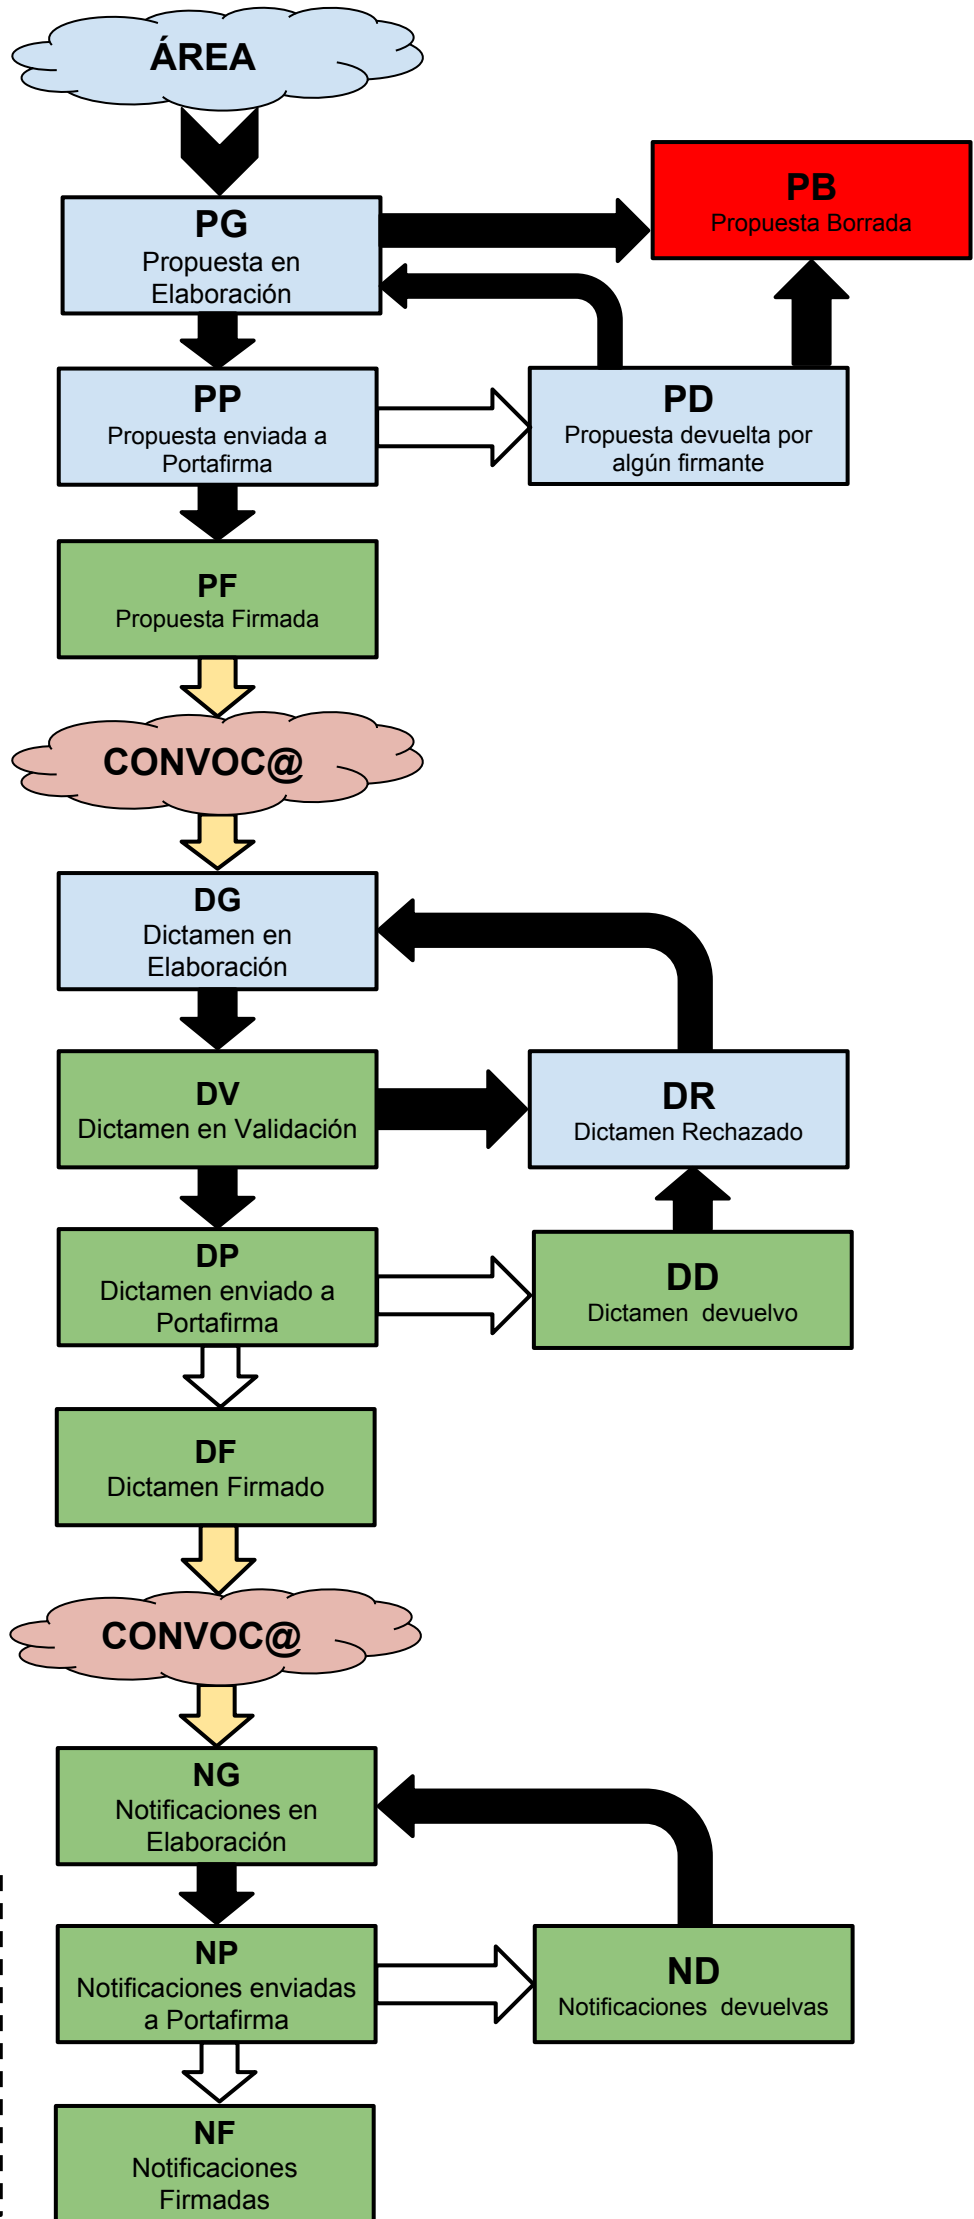 ÁREA
PG
Propuesta en
Elaboración
PB
Propuesta Borrada
PP
Propuesta enviada a
Portafirma
PD
Propuesta devuelta por
algún firmante
PF
Propuesta Firmada
CONVOC@
DG
Dictamen en
Elaboración
DV
Dictamen en Validación
DR
Dictamen Rechazado
DP
Dictamen enviado a
Portafirma
DD
Dictamen devuelvo
DF
Dictamen Firmado
CONVOC@
NG
Notificaciones en
Elaboración
NP
Notificaciones enviadas
a Portafirma
ND
Notificaciones devuelvas
NF
Notificaciones
Firmadas